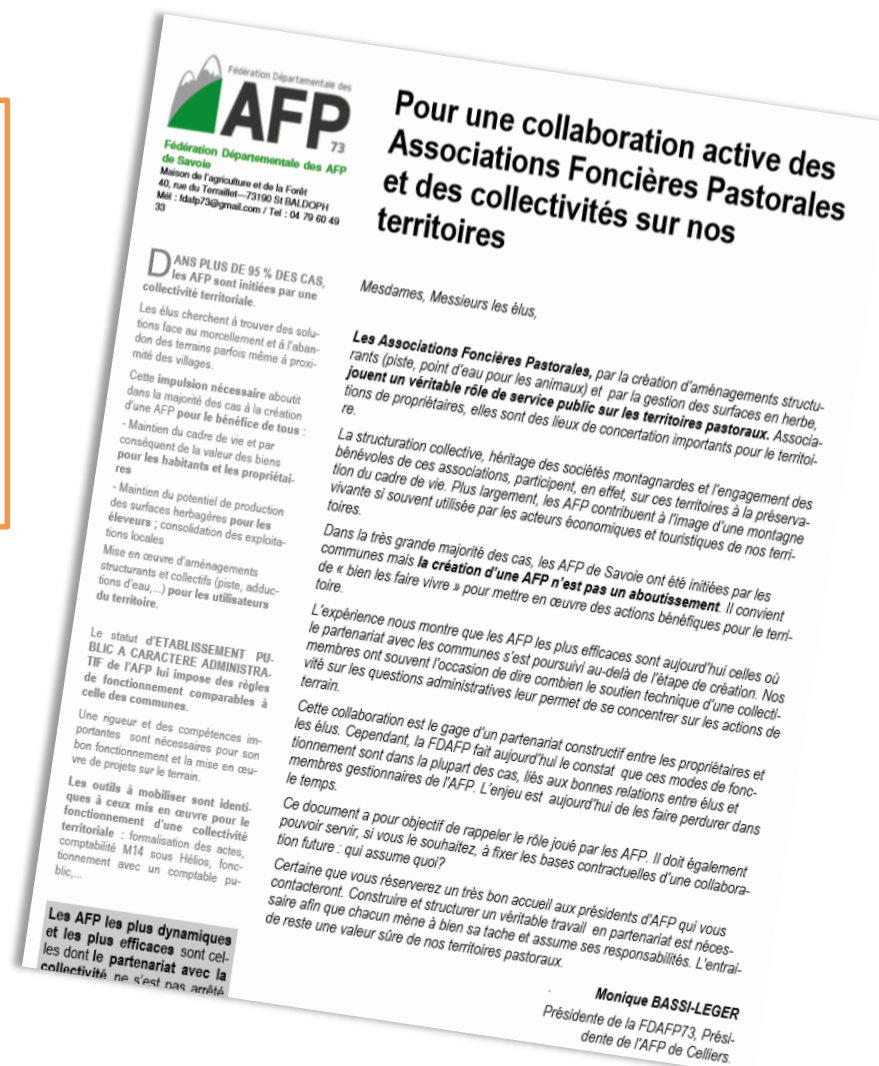 Fédération Départementale des
AFP
73
Fédération Départementale des AFP
de Savoie
Maison de l'agriculture et de la Forêt
40, rue du Terraillet—73190 St BALDOPH
Mél : fdafp73@gmail.com / Tel : 04 79 60 49
33
DANS PLUS DE 95 % DES CAS,
les AFP sont initiées par une
collectivité territoriale.
Les élus cherchent à trouver des solu-
tions face au morcellement et à l'aban-
don des terrains parfois même à proxi-
mité des villages.
Cette impulsion nécessaire aboutit
dans la majorité des cas à la création
d'une AFP pour le bénéfice de tous :
- Maintien du cadre de vie et par
conséquent de la valeur des biens
pour les habitants et les propriétai-
res
- Maintien du potentiel de production
des surfaces herbagères pour les
éleveurs ; consolidation des exploita-
tions locales
Mise en œuvre d'aménagements
structurants et collectifs (piste, adduc-
tions d'eau,...) pour les utilisateurs
du territoire.
Le statut d'ETABLISSEMENT PU-
BLIC A CARACTERE ADMINISTRA-
TIF de l'AFP lui impose des règles
de fonctionnement comparables à
celle des communes.
Une rigueur et des compétences im-
portantes sont nécessaires pour son
bon fonctionnement et la mise en œu-
vre de projets sur le terrain.
Les outils à mobiliser sont identi-
ques à ceux mis en œuvre pour le
fonctionnement d'une collectivité
territoriale : formalisation des actes,
comptabilité M14 sous Hélios, fonc-
tionnement avec un comptable pu-
blic,...
Les AFP les plus dynamiques
et les plus efficaces sont cel-
les dont le partenariat avec la
collectivité ne s'est pas arrêté
Pour une collaboration active des
Associations Foncières Pastorales
et des collectivités sur nos
territoires
Mesdames, Messieurs les élus,
Les Associations Foncières Pastorales, par la création d'aménagements structu-
rants (piste, point d'eau pour les animaux) et par la gestion des surfaces en herbe,
jouent un véritable rôle de service public sur les territoires pastoraux. Associa-
tions de propriétaires, elles sont des lieux de concertation importants pour le territoi-
re.
La structuration collective, héritage des sociétés montagnardes et l'engagement des
bénévoles de ces associations, participent, en effet, sur ces territoires à la préserva-
tion du cadre de vie. Plus largement, les AFP contribuent à l'image d'une montagne
vivante si souvent utilisée par les acteurs économiques et touristiques de nos terri-
toires.
Dans la très grande majorité des cas, les AFP de Savoie ont été initiées par les
communes mais la création d'une AFP n'est pas un aboutissement. Il convient
de « bien les faire vivre » pour mettre en œuvre des actions bénéfiques pour le terri-
toire.
L'expérience nous montre que les AFP les plus efficaces sont aujourd'hui celles où
le partenariat avec les communes s'est poursuivi au-delà de l'étape de création. Nos
membres ont souvent l'occasion de dire combien le soutien technique d'une collecti-
vité sur les questions administratives leur permet de se concentrer sur les actions de
terrain.
Cette collaboration est le gage d'un partenariat constructif entre les propriétaires et
les élus. Cependant, la FDAFP fait aujourd'hui le constat que ces modes de fonc-
tionnement sont dans la plupart des cas, liés aux bonnes relations entre élus et
membres gestionnaires de l'AFP. L'enjeu est aujourd'hui de les faire perdurer dans
le temps.
Ce document a pour objectif de rappeler le rôle joué par les AFP. Il doit également
pouvoir servir, si vous le souhaitez, à fixer les bases contractuelles d'une collabora-
tion future : qui assume quoi?
Certaine que vous réserverez un très bon accueil aux présidents d'AFP qui vous
contacteront. Construire et structurer un véritable travail en partenariat est néces-
saire afin que chacun mène à bien sa tache et assume ses responsabilités. L'entrai-
de reste une valeur sûre de nos territoires pastoraux.
Monique BASSI-LEGER
Présidente de la FDAFP73, Prési-
dente de l'AFP de Celliers.